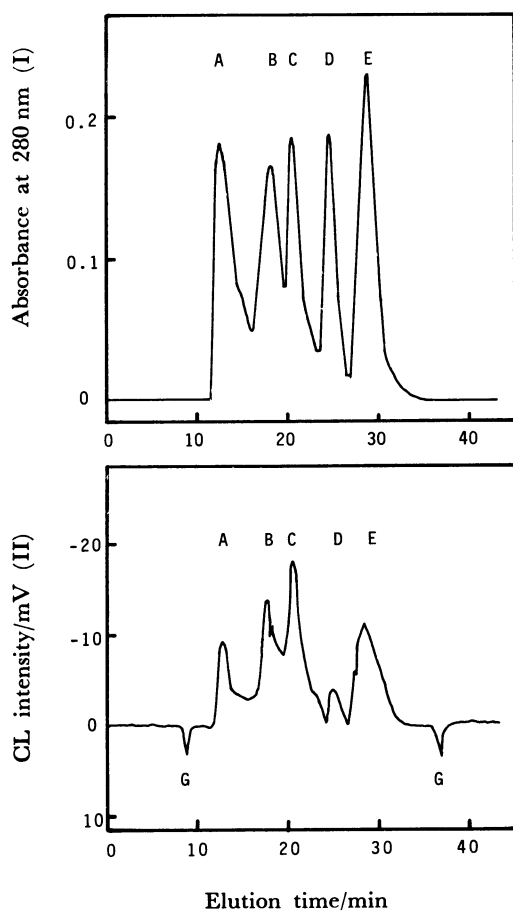 Absorbance at 280 nm (I)
A B C D E
0.2
0.1
0
0 10 20 30 40
CL intensity/mV (II)
A B C D E
-20
-10
0
10
G G
0 10 20 30 40
Elution time/min